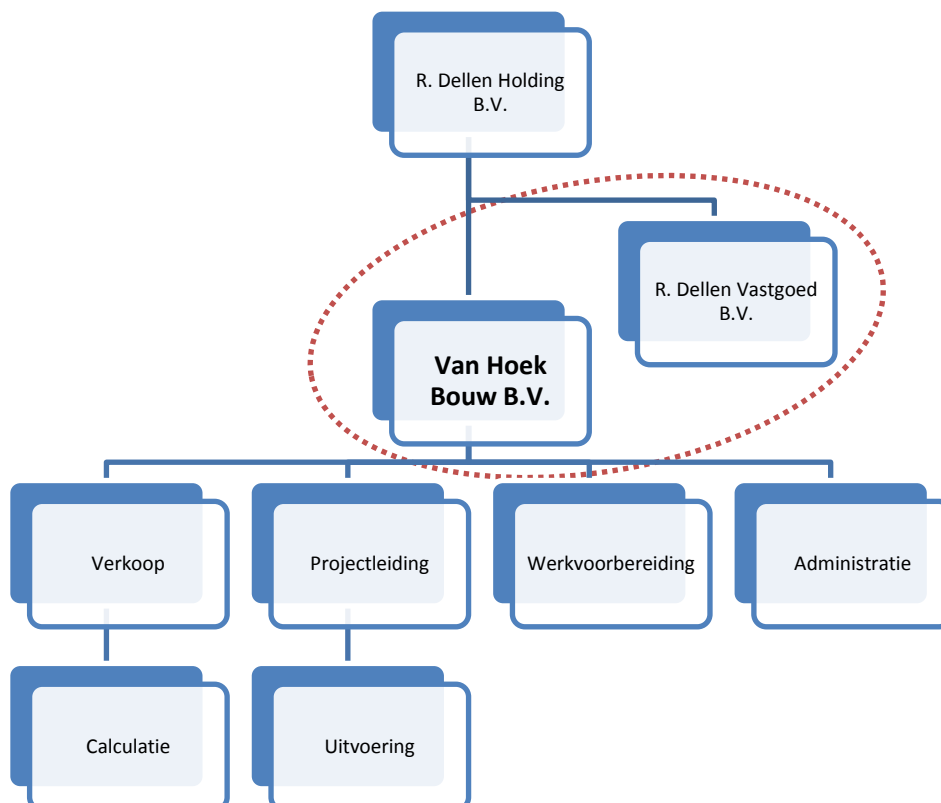 R. Dellen Holding
B.V.
R. Dellen Vastgoed
B.V.
Van Hoek
Bouw B.V.
Verkoop
Projectleiding
Werkvoorbereiding
Administratie
Calculatie
Uitvoering